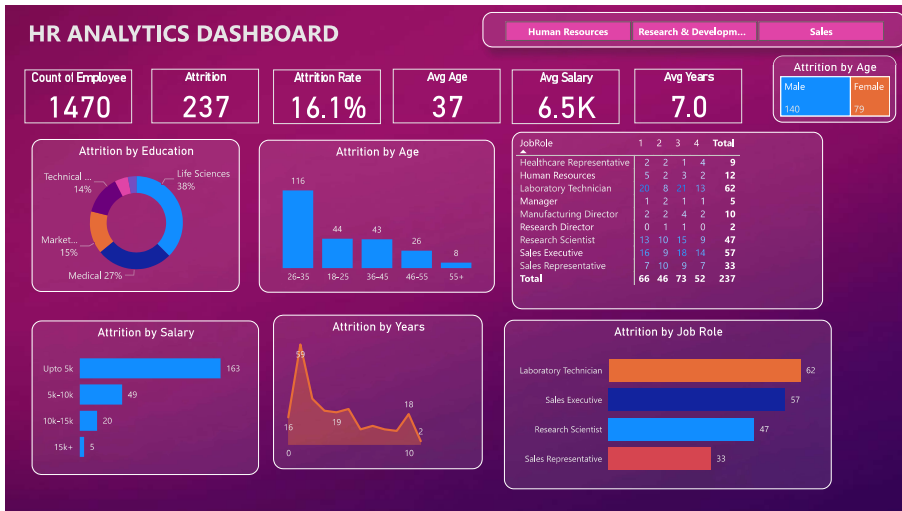 HR ANALYTICS DASHBOARD
Human Resources
Research & Developm...
Sales
Count of Employee
1470
Attrition
237
Attrition Rate
16.1%
Avg Age
37
Avg Salary
6.5K
Avg Years
7.0
Attrition by Age
Male
Female
140
79
Attrition by Education
Technical ...
14%
Life Sciences
38%
Market...
15%
Medical 27%
Attrition by Age
116
44
43
26
8
26-35 18-25 36-45 46-55 55+
JobRole 1 2 3 4 Total
Healthcare Representative 2 2 1 4 9
Human Resources 5 2 3 2 12
Laboratory Technician 20 8 21 13 62
Manager 1 2 1 1 5
Manufacturing Director 2 2 4 2 10
Research Director 0 1 1 0 2
Research Scientist 13 10 15 9 47
Sales Executive 16 9 18 14 57
Sales Representative 7 10 9 7 33
Total 66 46 73 52 237
Attrition by Salary
Upto 5k 163
5k-10k 49
10k-15k 20
15k+ 5
Attrition by Years
59
16
19
18
2
0 10
Attrition by Job Role
Laboratory Technician 62
Sales Executive 57
Research Scientist 47
Sales Representative 33